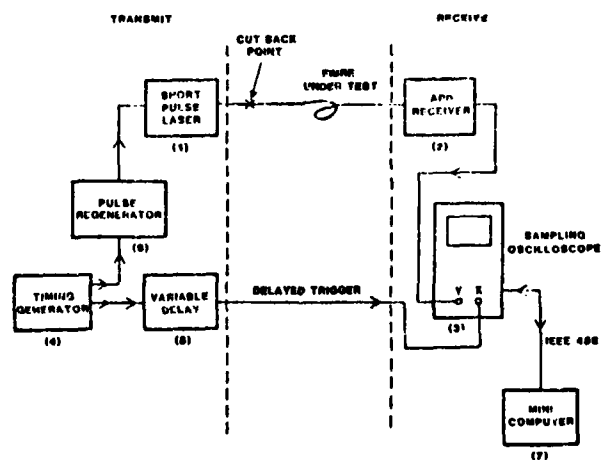 TRANSMIT
RECEIVE
CUT BACK
POINT
FIBRE
UNDER TEST
SHORT
PULSE
LASER
(1)
APD
RECEIVER
(2)
PULSE
REGENERATOR
(6)
SAMPLING
OSCILLOSCOPE
Y X
(3)
TIMING
GENERATOR
(4)
VARIABLE
DELAY
(5)
DELAYED TRIGGER
IEEE 488
MINI
COMPUTER
(7)